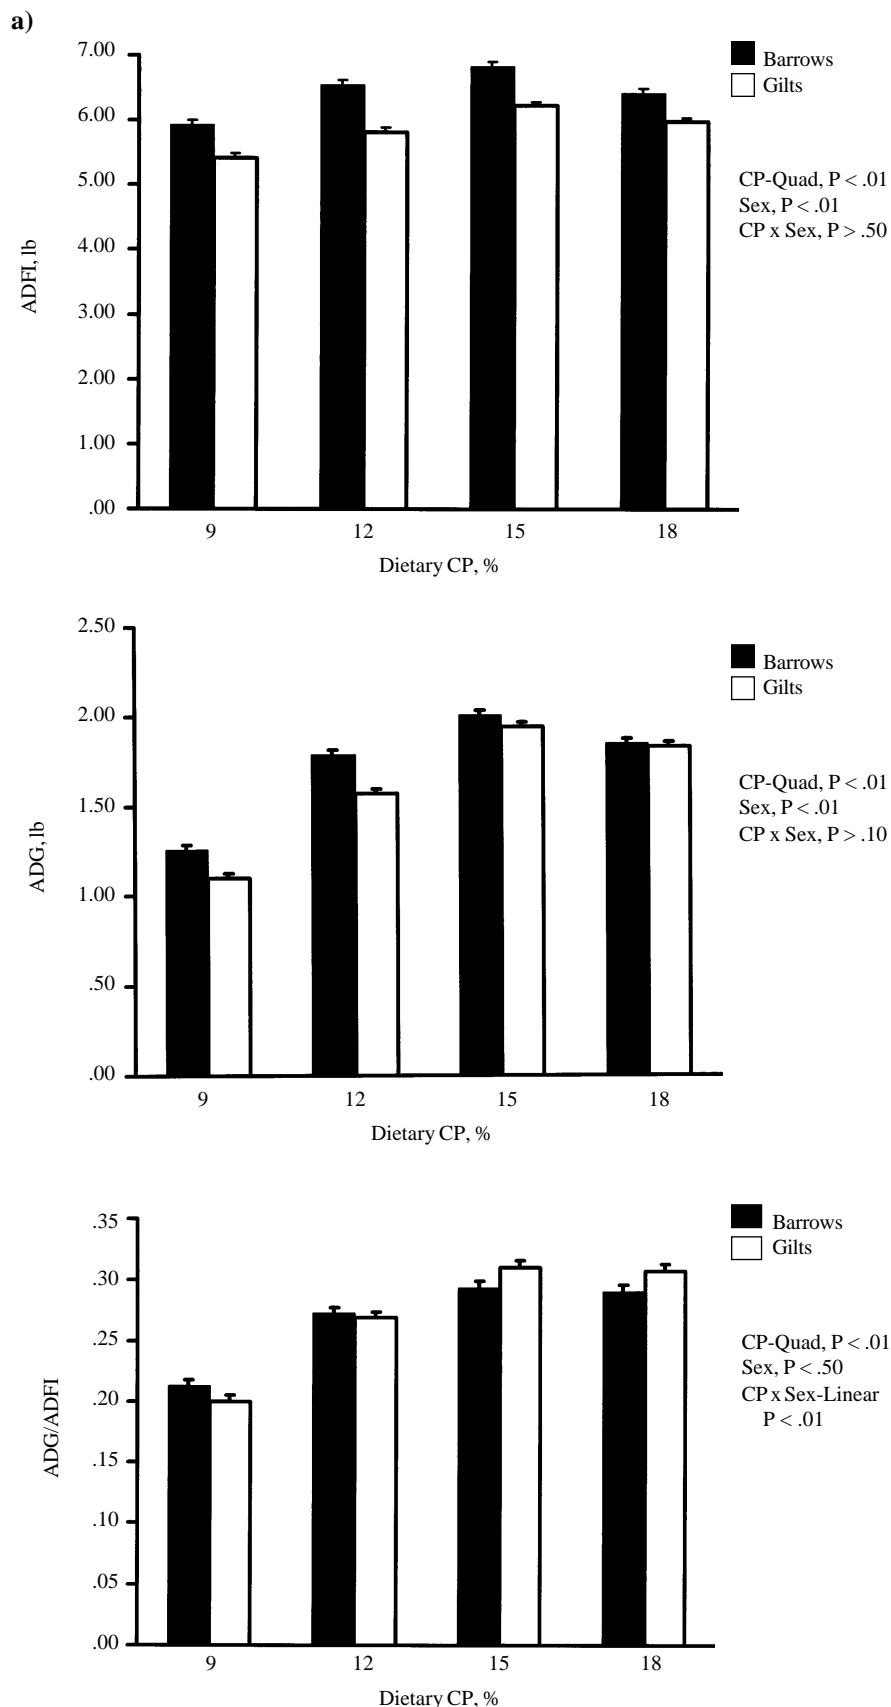 a)
7.00
6.00
5.00
4.00
3.00
2.00
1.00
.00
ADFI, lb
9 12 15 18
Dietary CP, %
Barrows
Gilts
CP-Quad, P < .01
Sex, P < .01
CP x Sex, P > .50
2.50
2.00
1.50
1.00
.50
.00
ADG, lb
9 12 15 18
Dietary CP, %
Barrows
Gilts
CP-Quad, P < .01
Sex, P < .01
CP x Sex, P > .10
.35
.30
.25
.20
.15
.10
.05
.00
ADG/ADFI
9 12 15 18
Dietary CP, %
Barrows
Gilts
CP-Quad, P < .01
Sex, P < .50
CP x Sex-Linear
P < .01